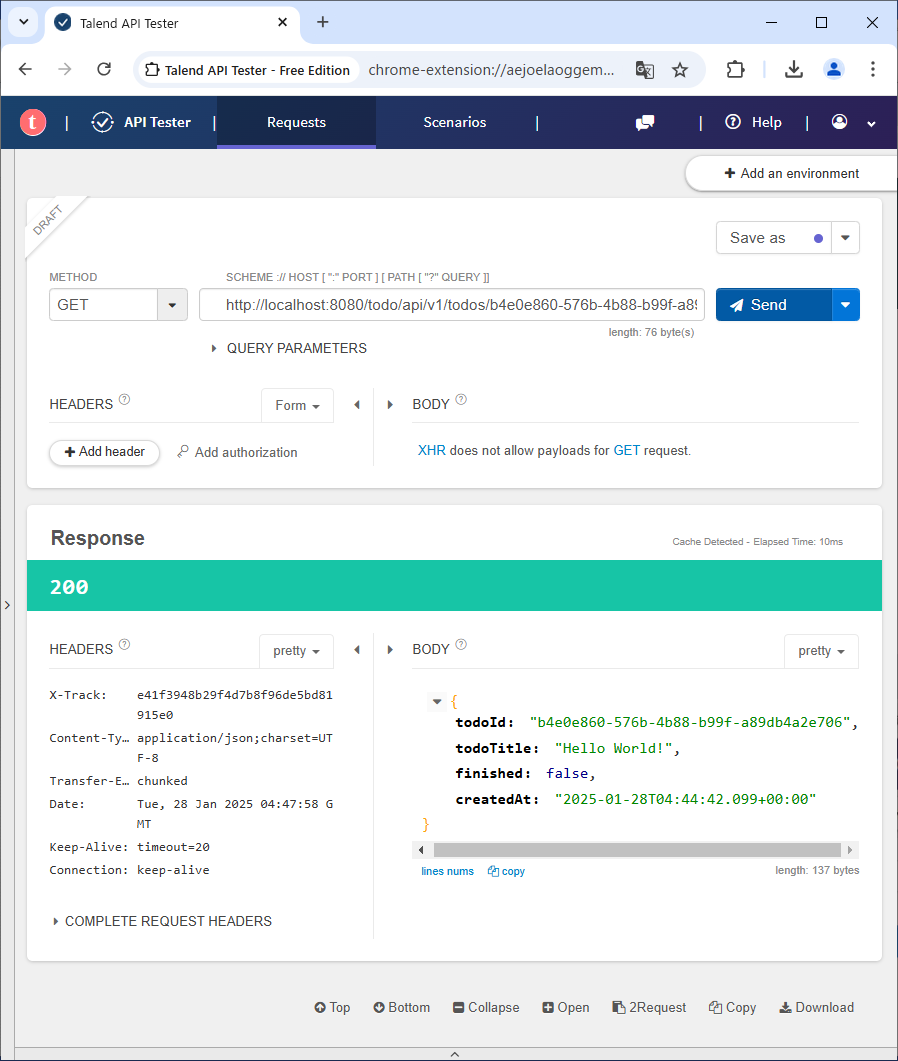 Talend API Tester
Talend API Tester - Free Edition
chrome-extension://aejoelaoggem...
t | API Tester | Requests Scenarios | | Help |
+ Add an environment
DRAFT
Save as
METHOD
SCHEME :// HOST [ ":" PORT ] [ PATH [ "?" QUERY ]]
GET
http://localhost:8080/todo/api/v1/todos/b4e0e860-576b-4b88-b99f-a89
Send
length: 76 byte(s)
QUERY PARAMETERS
HEADERS ?
Form
BODY ?
+ Add header
Add authorization
XHR does not allow payloads for GET request.
Response
Cache Detected - Elapsed Time: 10ms
200
HEADERS ?
pretty
X-Track: e41f3948b29f4d7b8f96de5bd81
915e0
Content-Ty… application/json;charset=UT
F-8
Transfer-E… chunked
Date: Tue, 28 Jan 2025 04:47:58 G
MT
Keep-Alive: timeout=20
Connection: keep-alive
COMPLETE REQUEST HEADERS
BODY ?
pretty
{
todoId: "b4e0e860-576b-4b88-b99f-a89db4a2e706",
todoTitle: "Hello World!",
finished: false,
createdAt: "2025-01-28T04:44:42.099+00:00"
}
lines nums
copy
length: 137 bytes
Top
Bottom
Collapse
Open
2Request
Copy
Download